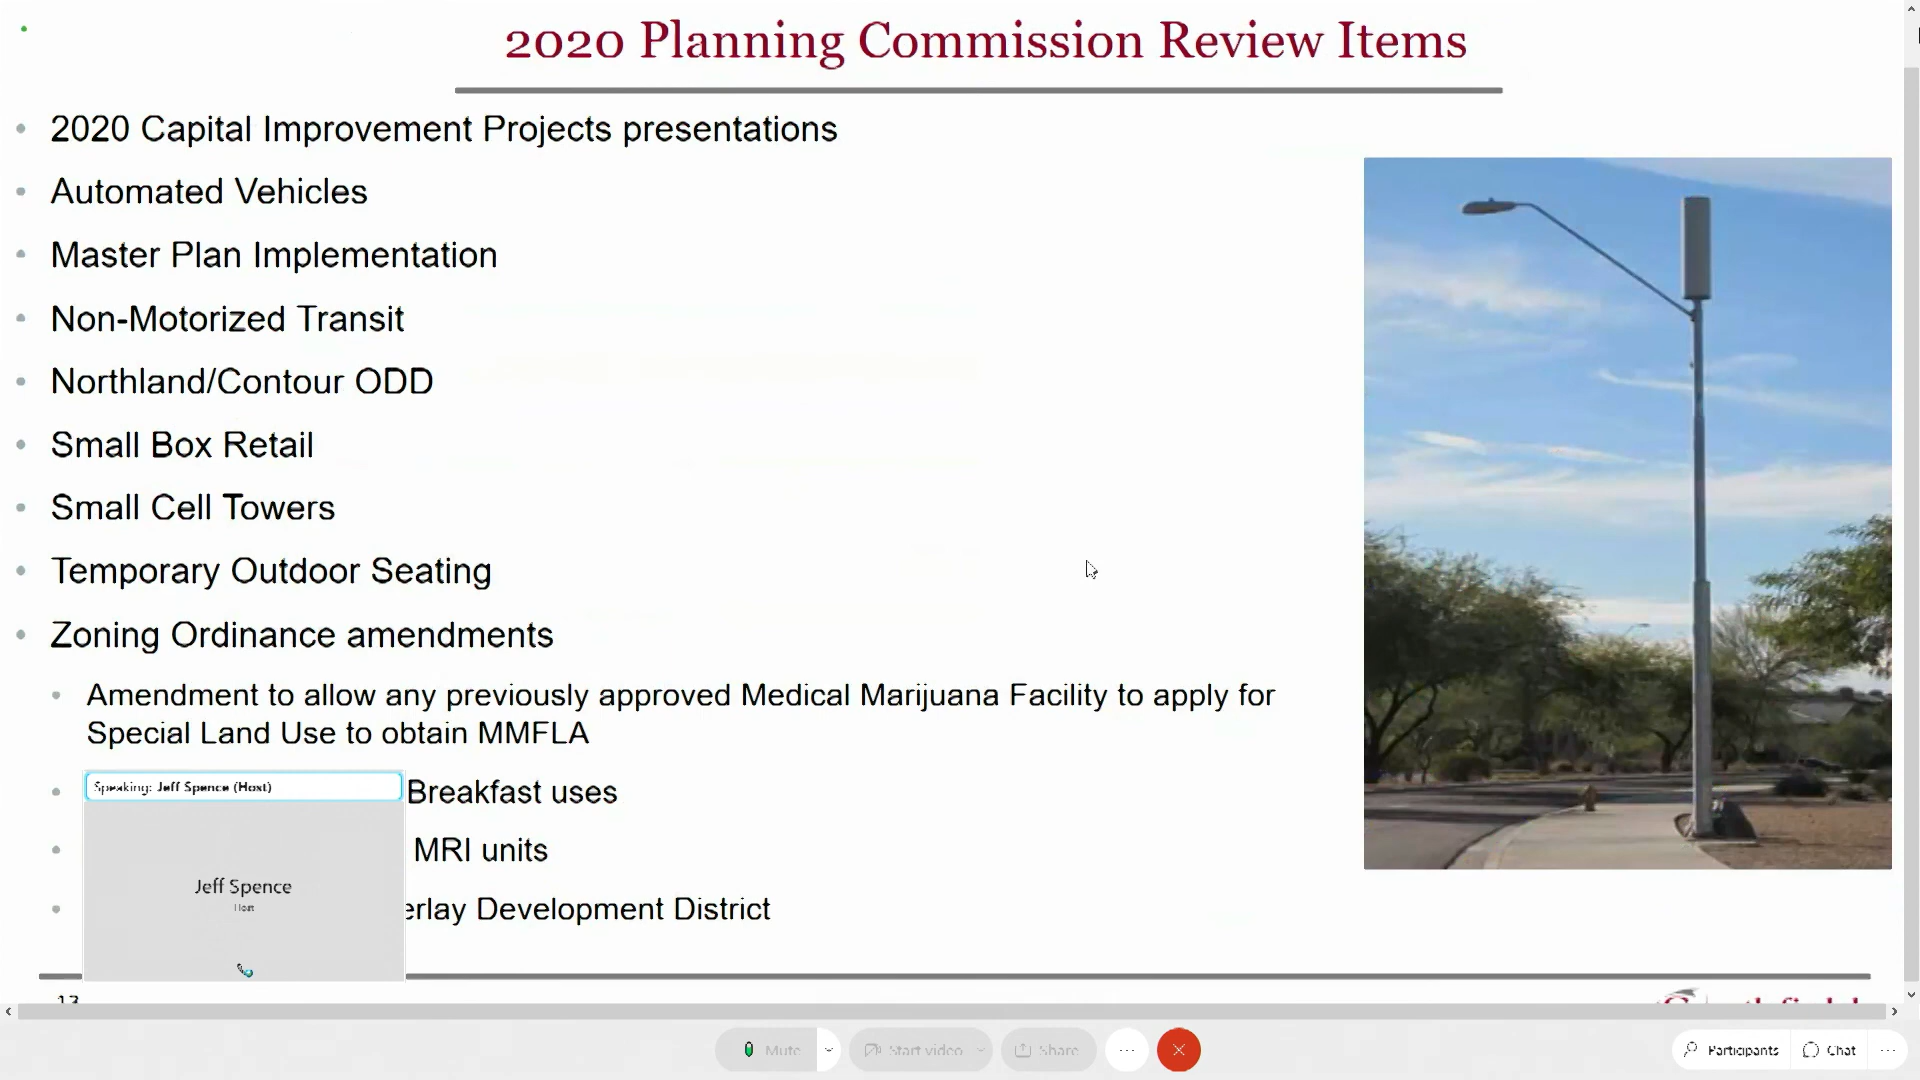 2020 Planning Commission Review Items
2020 Capital Improvement Projects presentations
Automated Vehicles
Master Plan Implementation
Non-Motorized Transit
Northland/Contour ODD
Small Box Retail
Small Cell Towers
Temporary Outdoor Seating
Zoning Ordinance amendments
Amendment to allow any previously approved Medical Marijuana Facility to apply for
Special Land Use to obtain MMFLA
Speaking: Jeff Spence (Host)
Breakfast uses
MRI units
Jeff Spence
Host
erlay Development District
13
Mute
Start video
Share
Participants
Chat